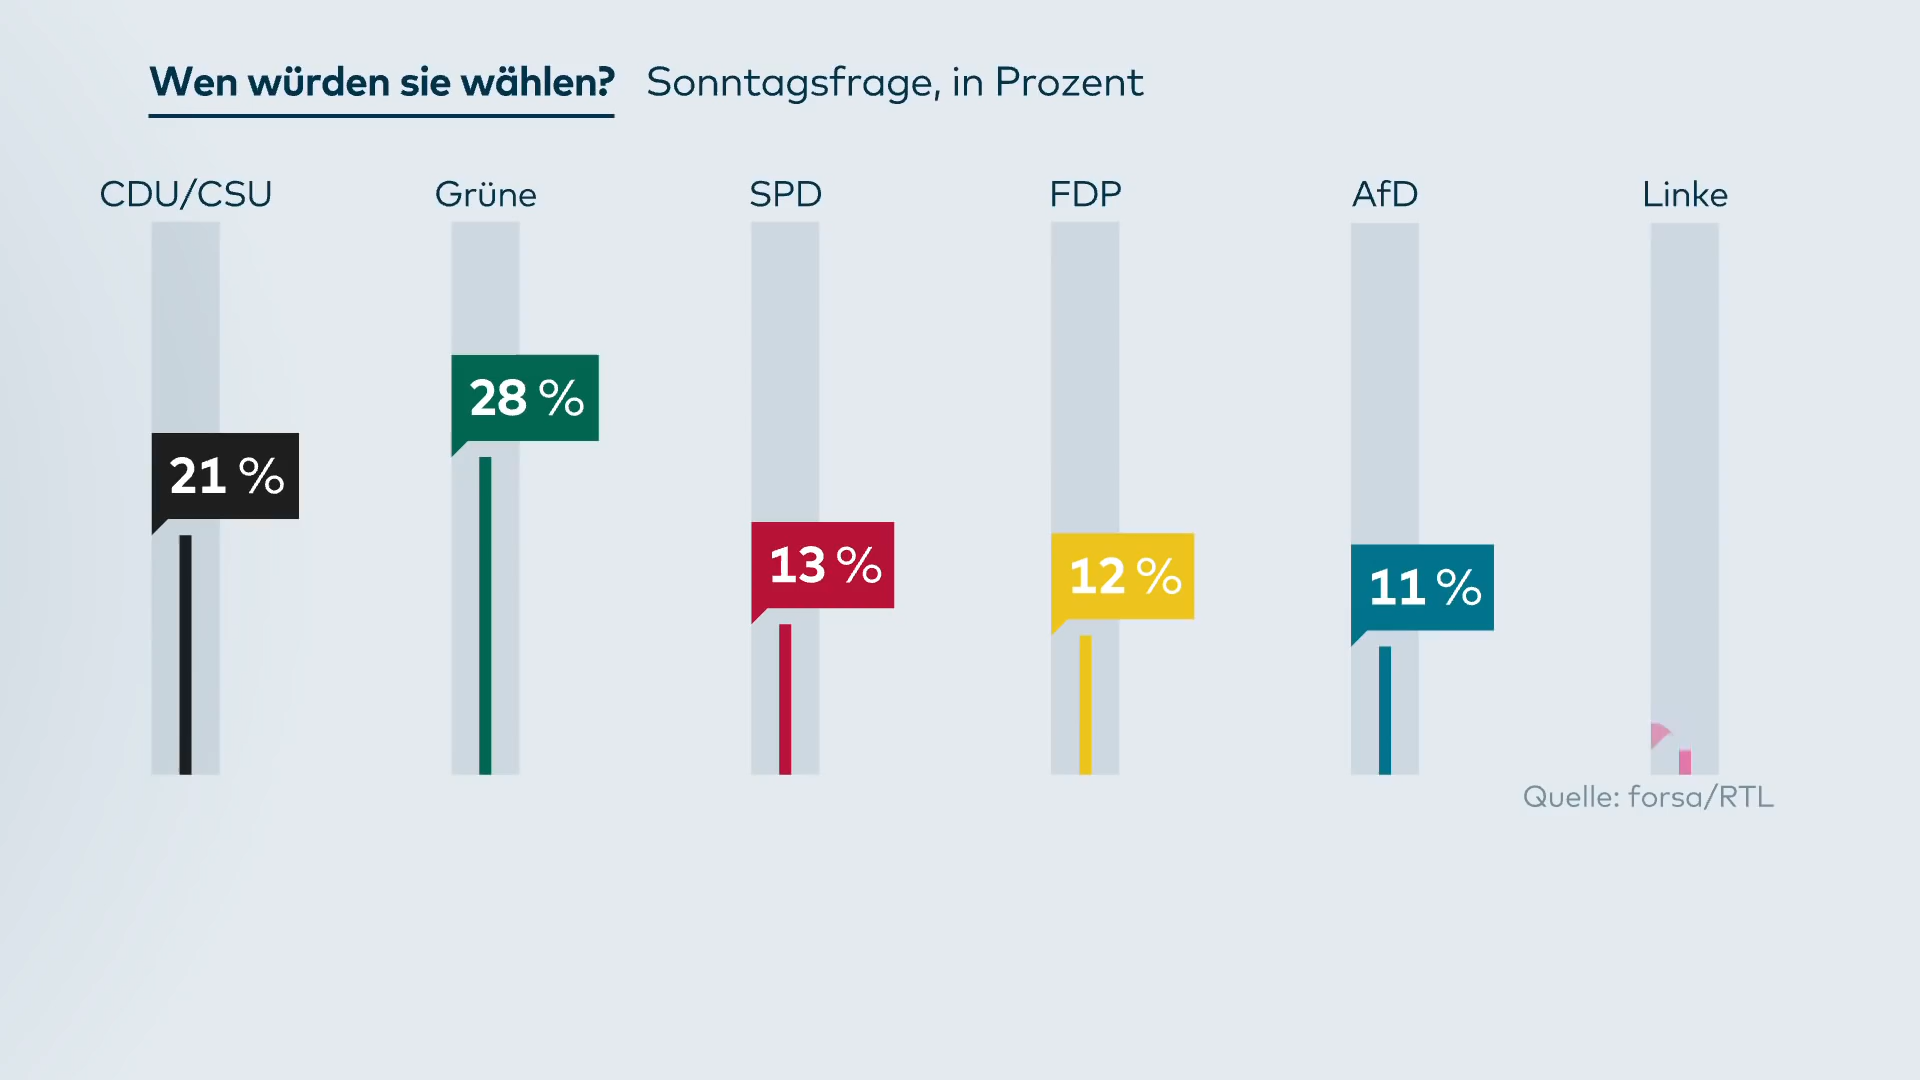 Wen würden sie wählen? Sonntagsfrage, in Prozent
CDU/CSU Grüne SPD FDP AfD Linke
28 %
21 %
13 %
12 %
11 %
Quelle: forsa/RTL